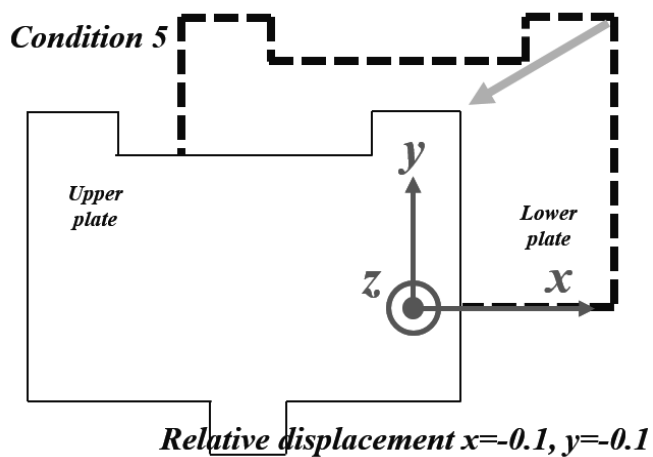 Condition 5
y
Upper
plate
Lower
plate
z
x
Relative displacement x=-0.1, y=-0.1